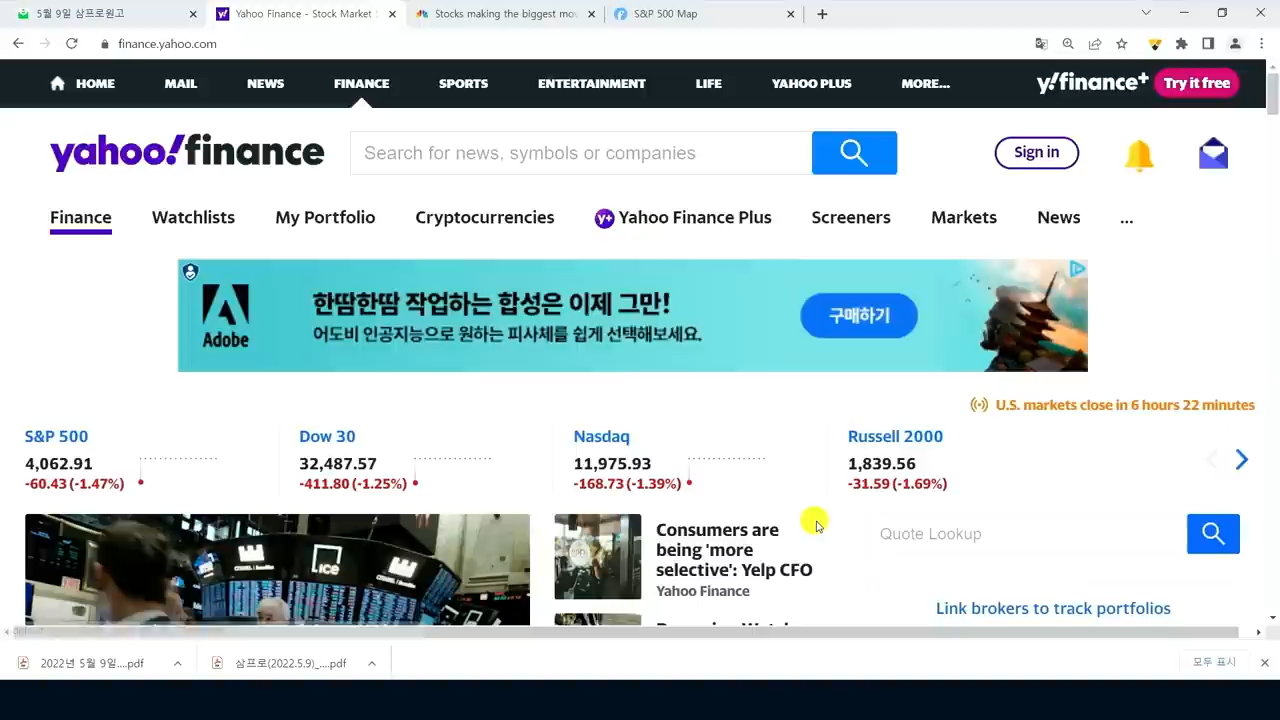 5월 9일 삼프로원고
Yahoo Finance - Stock Market
Stocks making the biggest mov
S&P 500 Map
finance.yahoo.com
HOME MAIL NEWS FINANCE SPORTS ENTERTAINMENT LIFE YAHOO PLUS MORE...
y!finance+ Try it free
yahoo!finance
Search for news, symbols or companies
Sign in
Finance Watchlists My Portfolio Cryptocurrencies y+ Yahoo Finance Plus Screeners Markets News ...
Adobe
한땀한땀 작업하는 합성은 이제 그만!
어도비 인공지능으로 원하는 피사체를 쉽게 선택해보세요.
구매하기
U.S. markets close in 6 hours 22 minutes
S&P 500
4,062.91
-60.43 (-1.47%)
Dow 30
32,487.57
-411.80 (-1.25%)
Nasdaq
11,975.93
-168.73 (-1.39%)
Russell 2000
1,839.56
-31.59 (-1.69%)
ICE
Consumers are
being 'more
selective': Yelp CFO
Yahoo Finance
Quote Lookup
Link brokers to track portfolios
2022년 5월 9일....pdf
삼프로(2022.5.9)_....pdf
모두 표시